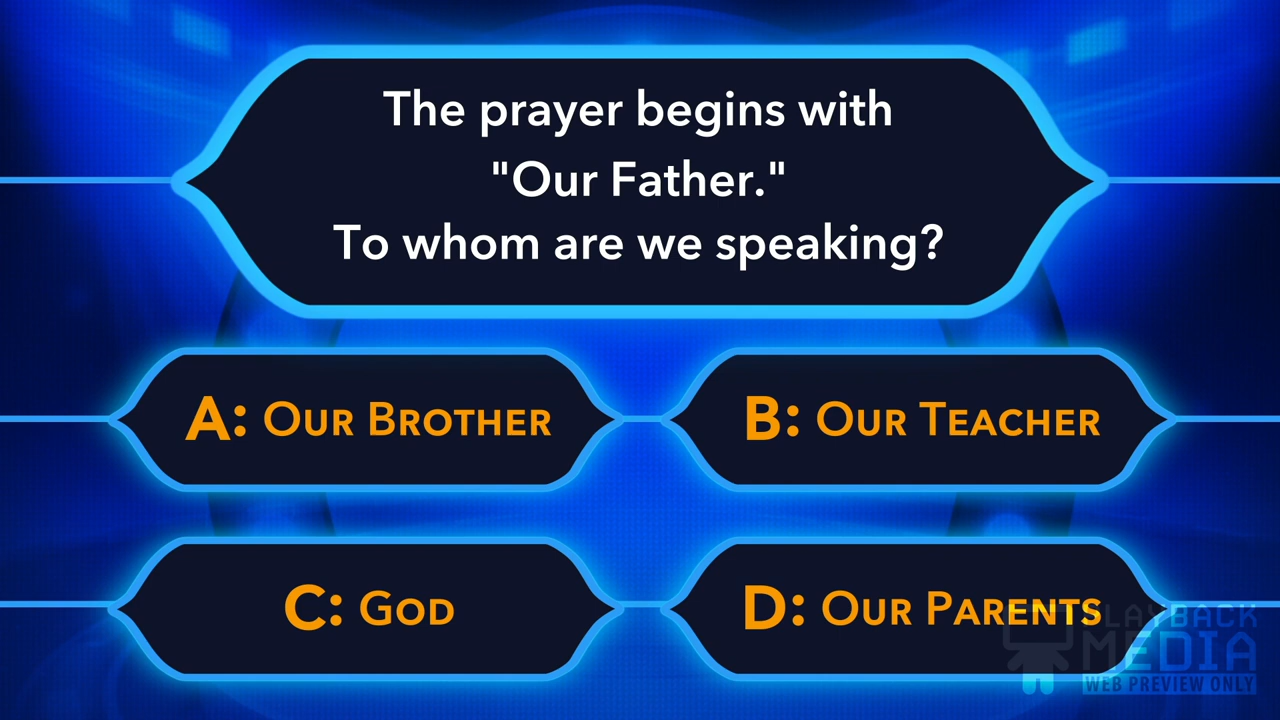 The prayer begins with
"Our Father."
To whom are we speaking?
A: Our Brother
B: Our Teacher
C: God
D: Our Parents
PLAYBACK
MEDIA
WEB PREVIEW ONLY